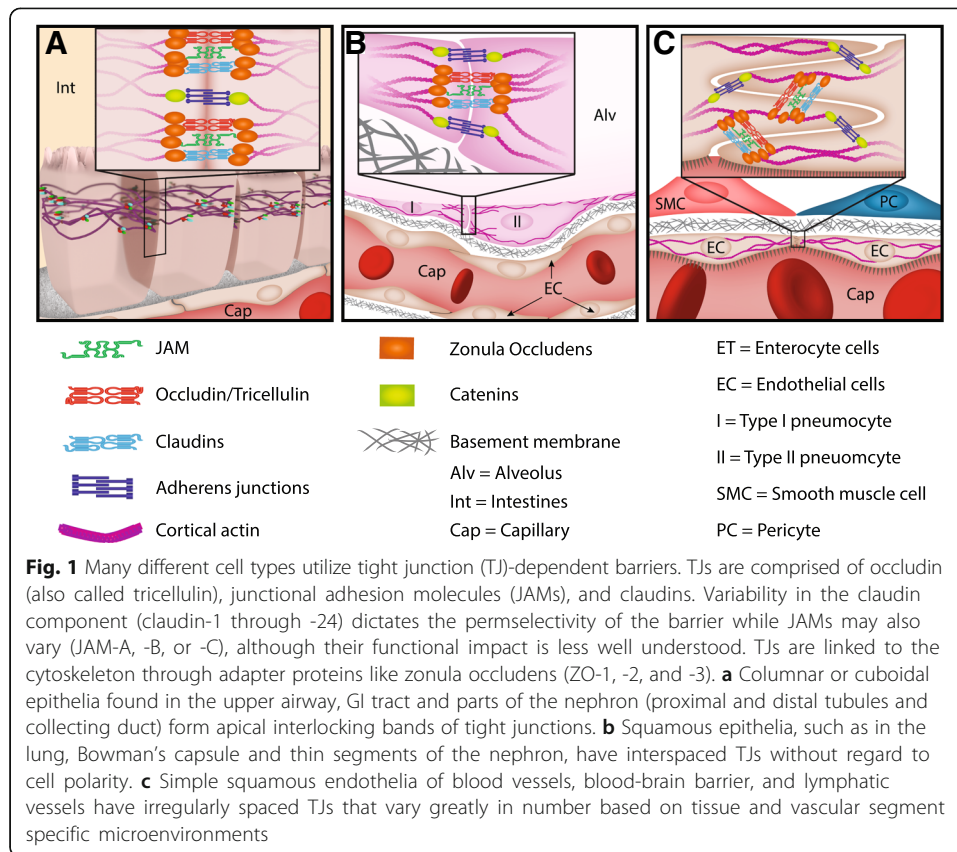 A
Int
Cap
B
Alv
I
II
Cap
EC
C
SMC
PC
EC
EC
Cap
JAM
Occludin/Tricellulin
Claudins
Adherens junctions
Cortical actin
Zonula Occludens
Catenins
Basement membrane
Alv = Alveolus
Int = Intestines
Cap = Capillary
ET = Enterocyte cells
EC = Endothelial cells
I = Type I pneumocyte
II = Type II pneuomcyte
SMC = Smooth muscle cell
PC = Pericyte
Fig. 1 Many different cell types utilize tight junction (TJ)-dependent barriers. TJs are comprised of occludin
(also called tricellulin), junctional adhesion molecules (JAMs), and claudins. Variability in the claudin
component (claudin-1 through -24) dictates the permselectivity of the barrier while JAMs may also
vary (JAM-A, -B, or -C), although their functional impact is less well understood. TJs are linked to the
cytoskeleton through adapter proteins like zonula occludens (ZO-1, -2, and -3). a Columnar or cuboidal
epithelia found in the upper airway, GI tract and parts of the nephron (proximal and distal tubules and
collecting duct) form apical interlocking bands of tight junctions. b Squamous epithelia, such as in the
lung, Bowman's capsule and thin segments of the nephron, have interspaced TJs without regard to
cell polarity. c Simple squamous endothelia of blood vessels, blood-brain barrier, and lymphatic
vessels have irregularly spaced TJs that vary greatly in number based on tissue and vascular segment
specific microenvironments